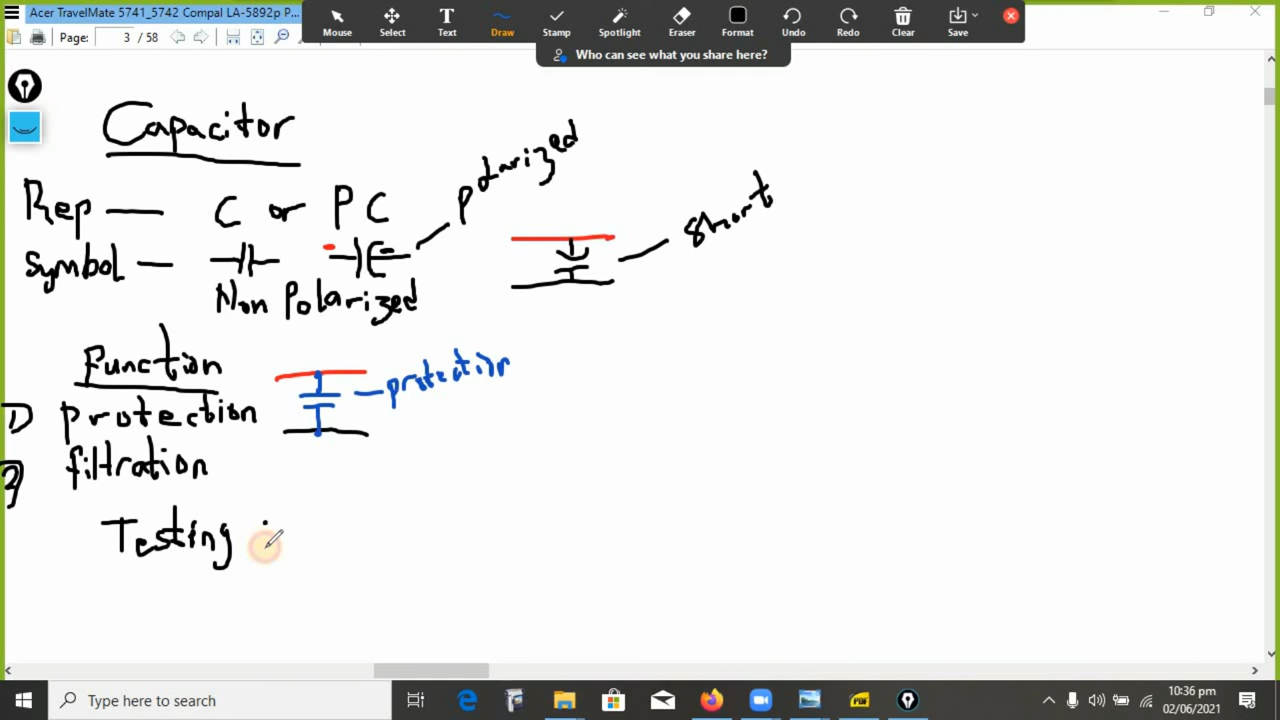 Acer TravelMate 5741_5742 Compal LA-5892p P...
Page: 3 / 58
Mouse Select Text Draw Stamp Spotlight Eraser Format Undo Redo Clear Save
Who can see what you share here?
Capacitor
Rep — C or PC
Polarized
Symbol —
Non Polarized
Short
Function
1) protection
protection
2) filtration
Testing :
Type here to search
PDF
10:36 pm
02/06/2021